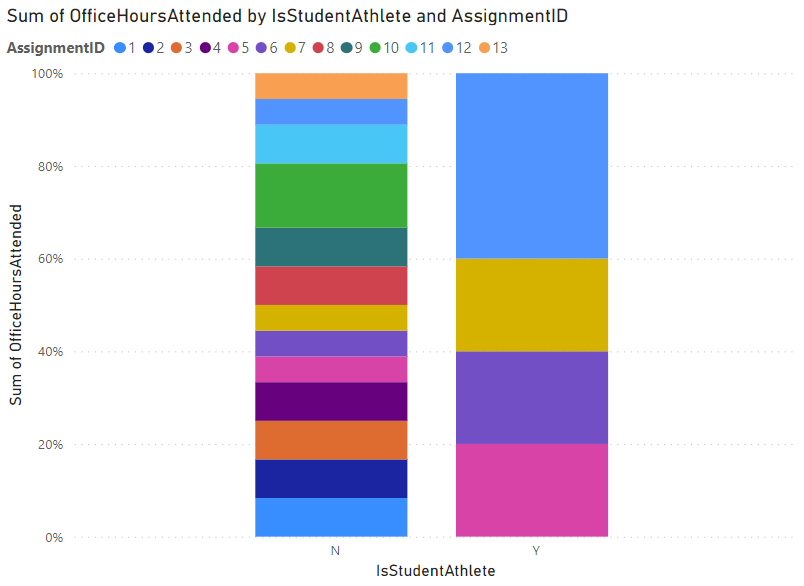 Sum of OfficeHoursAttended by IsStudentAthlete and AssignmentID
AssignmentID 1 2 3 4 5 6 7 8 9 10 11 12 13
100%
80%
60%
40%
20%
0%
Sum of OfficeHoursAttended
N Y
IsStudentAthlete